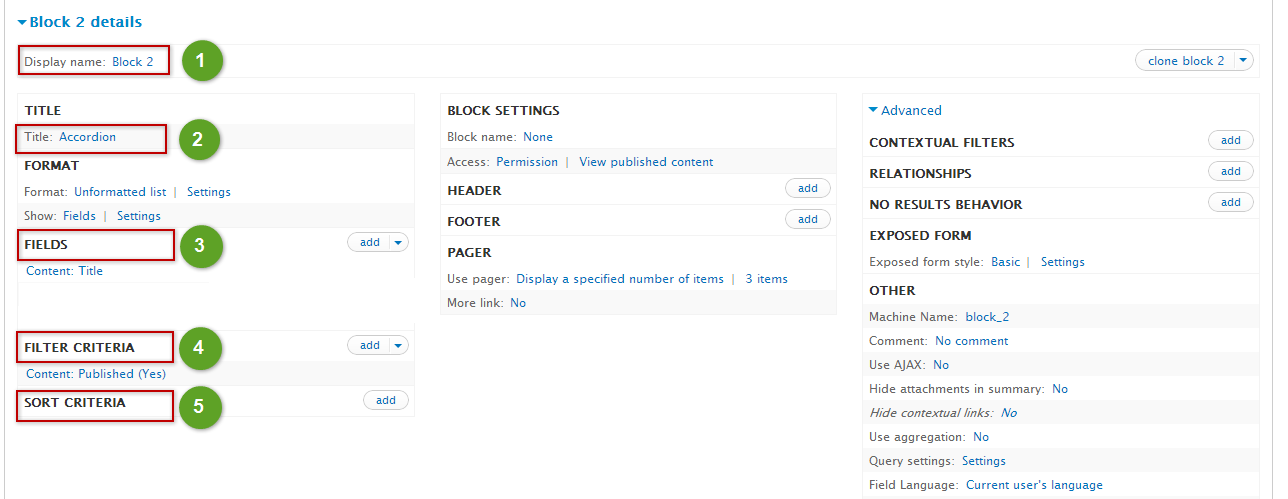 Block 2 details
Display name: Block 2
1
clone block 2
TITLE
Title: Accordion
2
FORMAT
Format: Unformatted list | Settings
Show: Fields | Settings
FIELDS
3
add
Content: Title
FILTER CRITERIA
4
add
Content: Published (Yes)
SORT CRITERIA
5
add
BLOCK SETTINGS
Block name: None
Access: Permission | View published content
HEADER
add
FOOTER
add
PAGER
Use pager: Display a specified number of items | 3 items
More link: No
Advanced
CONTEXTUAL FILTERS
add
RELATIONSHIPS
add
NO RESULTS BEHAVIOR
add
EXPOSED FORM
Exposed form style: Basic | Settings
OTHER
Machine Name: block_2
Comment: No comment
Use AJAX: No
Hide attachments in summary: No
Hide contextual links: No
Use aggregation: No
Query settings: Settings
Field Language: Current user's language